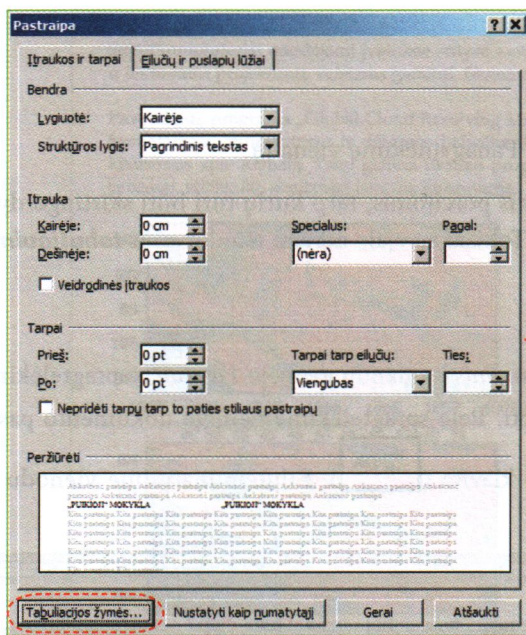 Pastraipa
Įtraukos ir tarpai
Eilučių ir puslapių lūžiai
Bendra
Lygiuotė: Kairėje
Struktūros lygis: Pagrindinis tekstas
Įtrauka
Kairėje: 0 cm Specialus: Pagal:
Dešinėje: 0 cm (nėra)
Veidrodinės įtraukos
Tarpai
Prieš: 0 pt Tarpai tarp eilučių: Ties:
Po: 0 pt Viengubas
Nepridėti tarpų tarp to paties stiliaus pastraipų
Peržiūrėti
MOKYKLA MOKYKLA
Tabuliacijos žymės... Nustatyti kaip numatytąjį Gerai Atšaukti